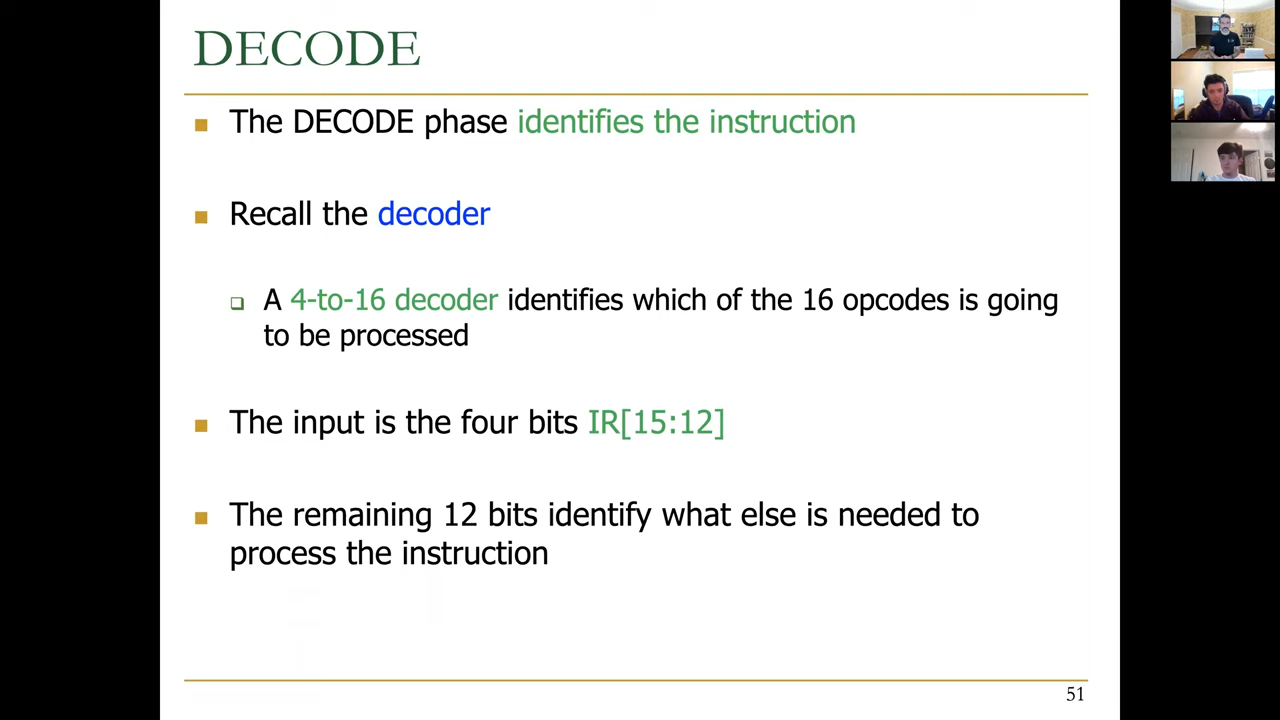 DECODE
The DECODE phase identifies the instruction
Recall the decoder
A 4-to-16 decoder identifies which of the 16 opcodes is going
to be processed
The input is the four bits IR[15:12]
The remaining 12 bits identify what else is needed to
process the instruction
51